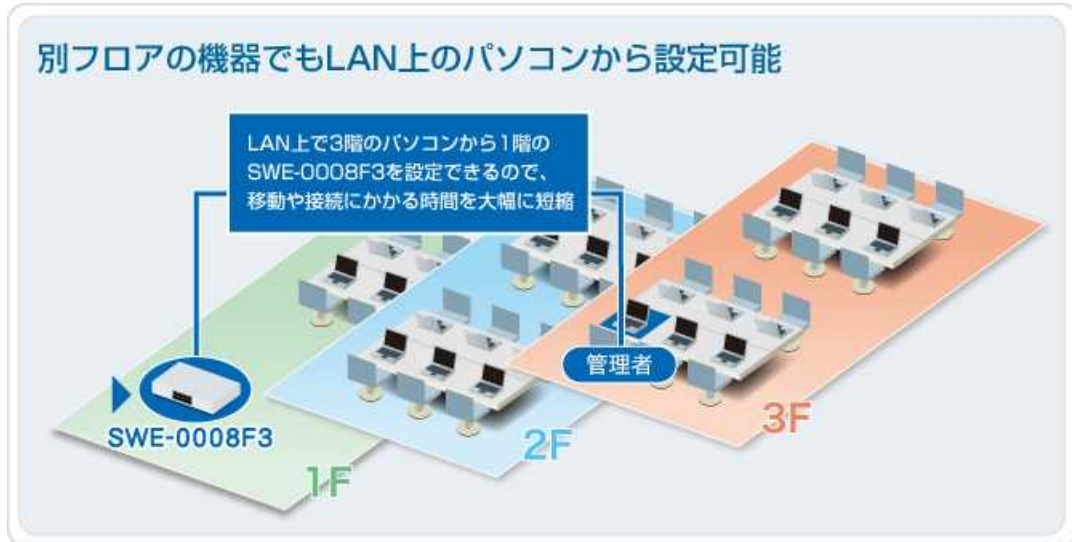 別フロアの機器でもLAN上のパソコンから設定可能
LAN上で3階のパソコンから1階の
SWE-0008F3を設定できるので、
移動や接続にかかる時間を大幅に短縮
管理者
SWE-0008F3
1F
2F
3F